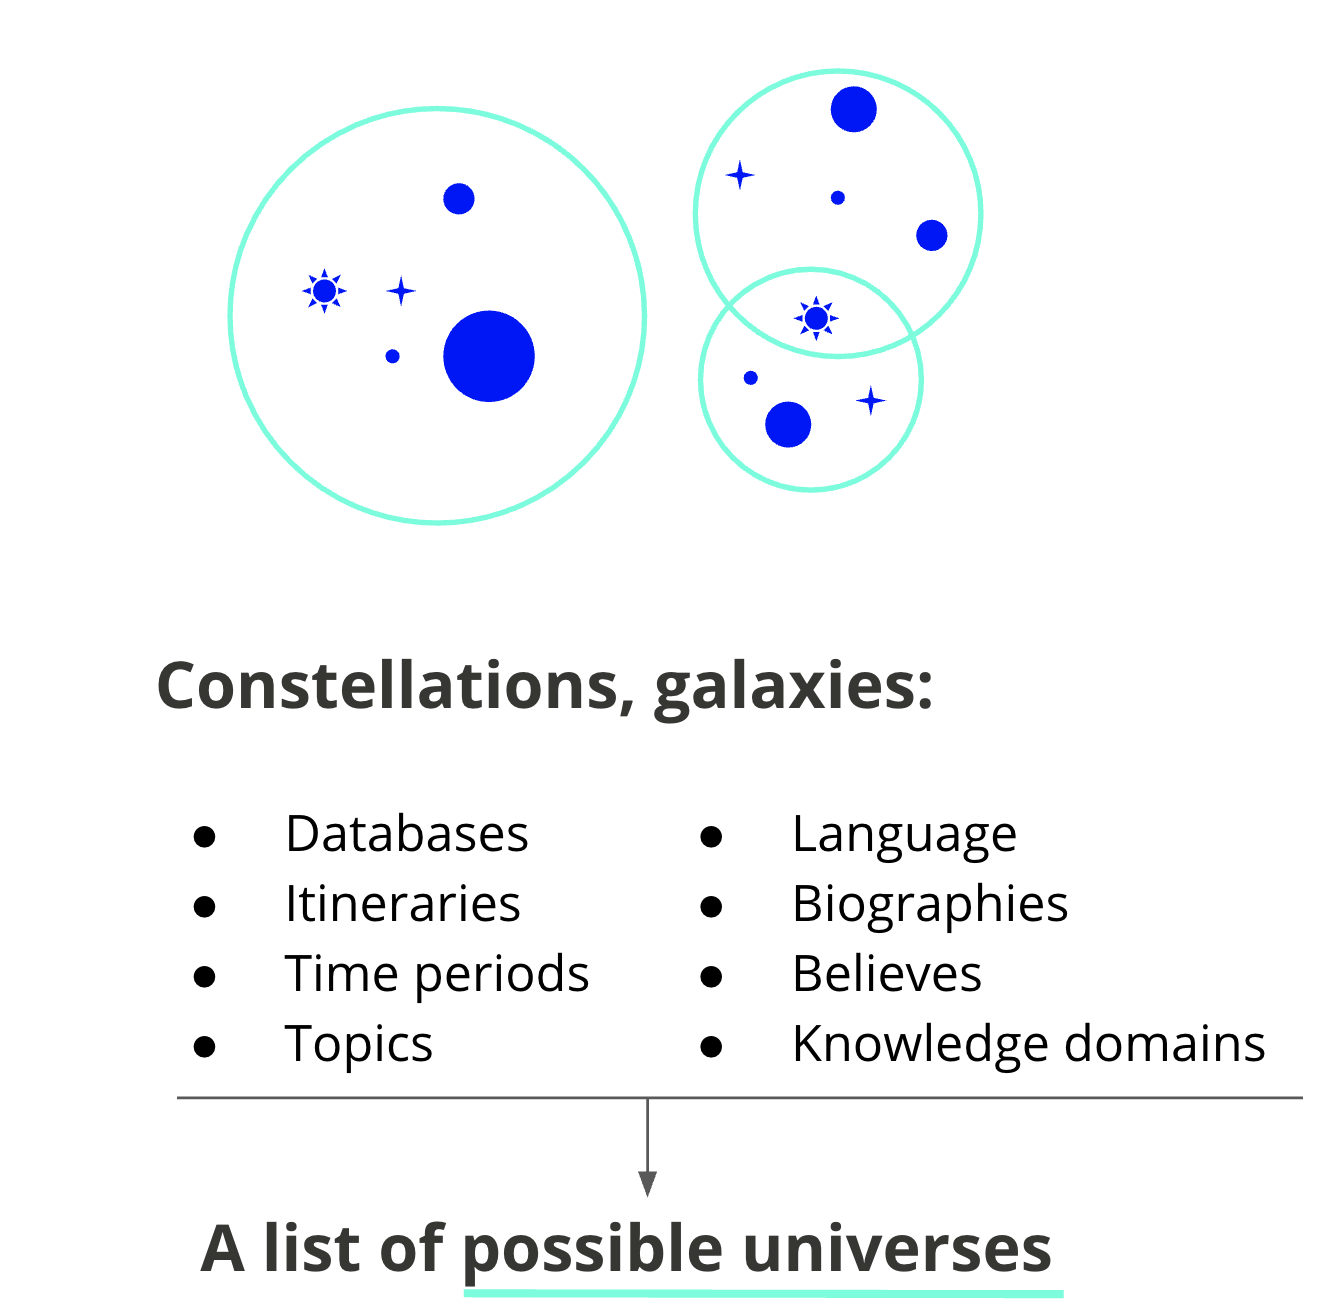 Constellations, galaxies:
● Databases
● Itineraries
● Time periods
● Topics
● Language
● Biographies
● Believes
● Knowledge domains
A list of possible universes